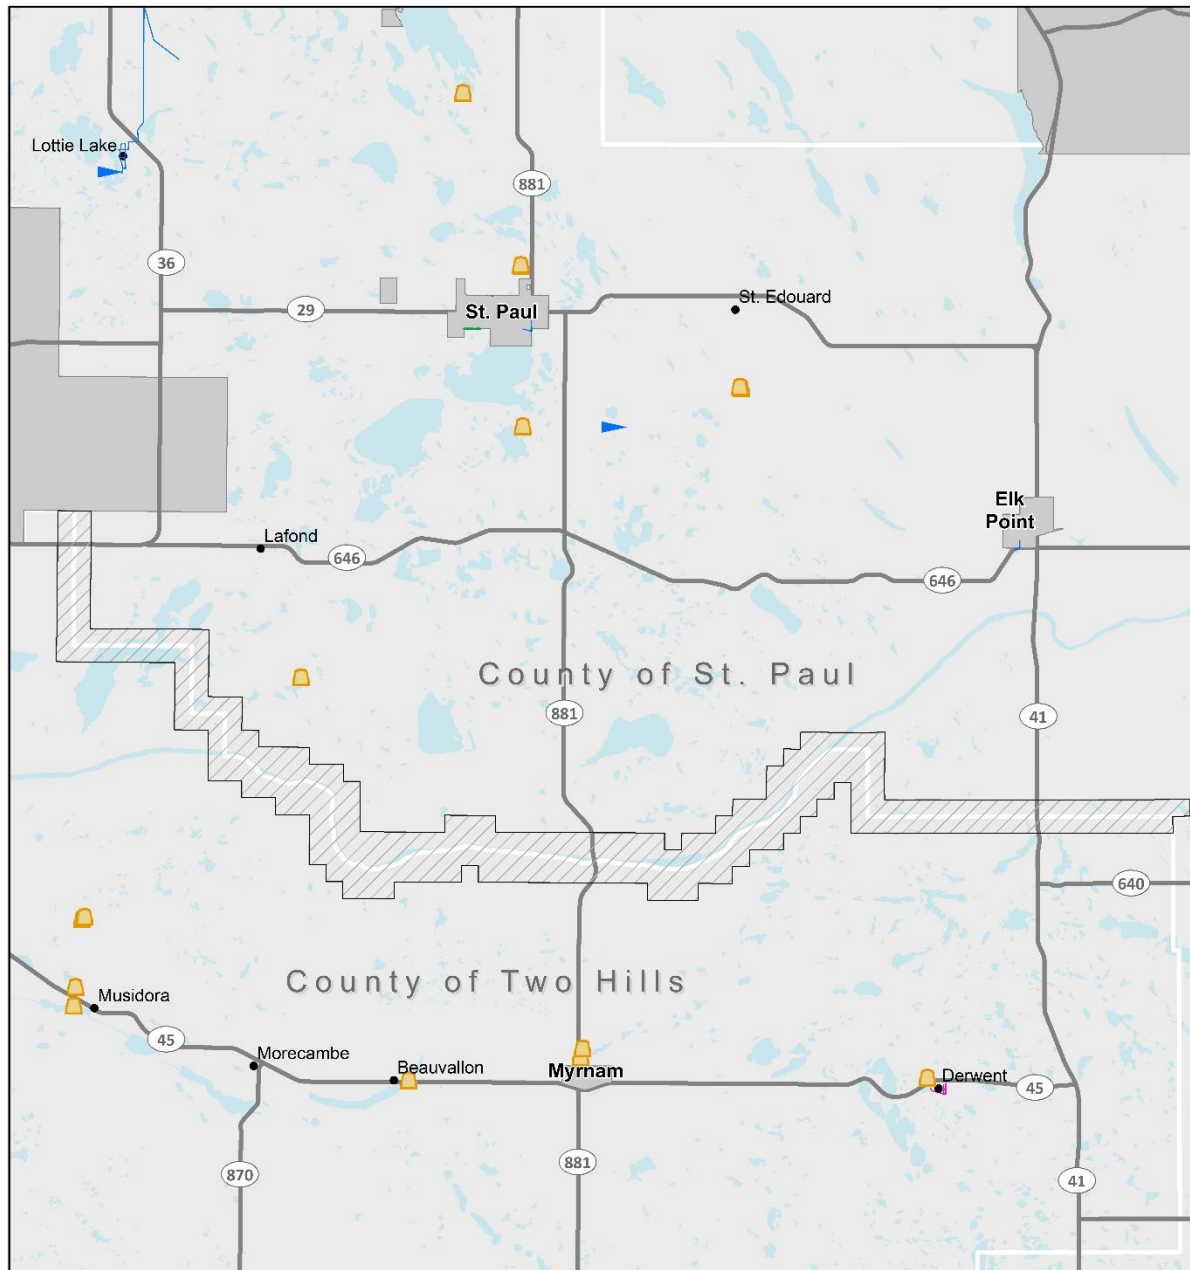 Lottie Lake
881
36
29
St. Paul
St. Edouard
Elk
Point
Lafond
646
646
County of St. Paul
881
41
640
County of Two Hills
Musidora
45
Morecambe
Beauvallon
Myrnam
Derwent
45
870
881
41